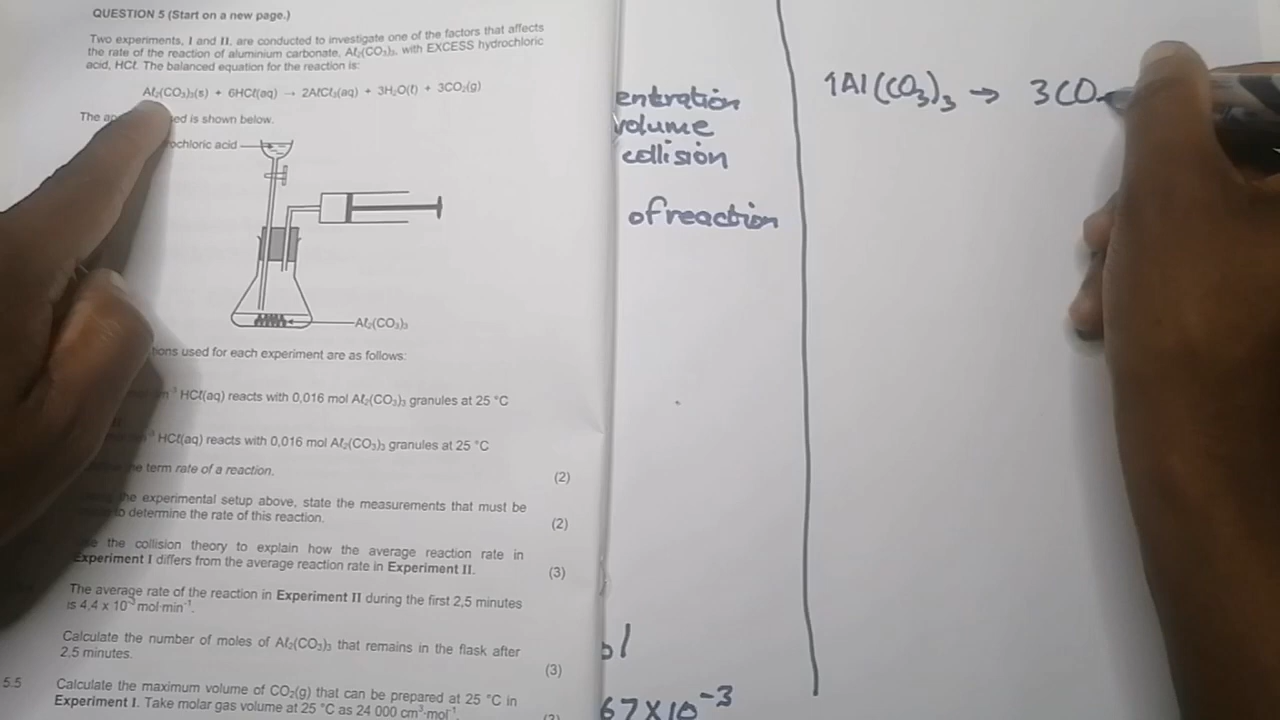 QUESTION 5 (Start on a new page.)
Two experiments, I and II, are conducted to investigate one of the factors that affects
the rate of the reaction of aluminium carbonate, Aℓ₂(CO₃)₃, with EXCESS hydrochloric
acid, HCℓ. The balanced equation for the reaction is:
Aℓ₂(CO₃)₃(s) + 6HCℓ(aq) → 2AℓCℓ₃(aq) + 3H₂O(ℓ) + 3CO₂(g)
The is shown below.
acid
Aℓ₂(CO₃)₃
used for each experiment are as follows:
HCℓ(aq) reacts with 0,016 mol Aℓ₂(CO₃)₃ granules at 25 °C
HCℓ(aq) reacts with 0,016 mol Aℓ₂(CO₃)₃ granules at 25 °C
the term rate of a reaction.
(2)
the experimental setup above, state the measurements that must be
to determine the rate of this reaction.
(2)
the collision theory to explain how the average reaction rate in
Experiment I differs from the average reaction rate in Experiment II.
(3)
The average rate of the reaction in Experiment II during the first 2,5 minutes
is 4,4 x 10⁻³ mol·min⁻¹.
Calculate the number of moles of Aℓ₂(CO₃)₃ that remains in the flask after
2,5 minutes.
(3)
5.5 Calculate the maximum volume of CO₂(g) that can be prepared at 25 °C in
Experiment I. Take molar gas volume at 25 °C as 24 000 cm³·mol⁻¹.
entration
volume
collision
of reaction
67 X 10⁻³
1Al(CO₃)₃ → 3CO